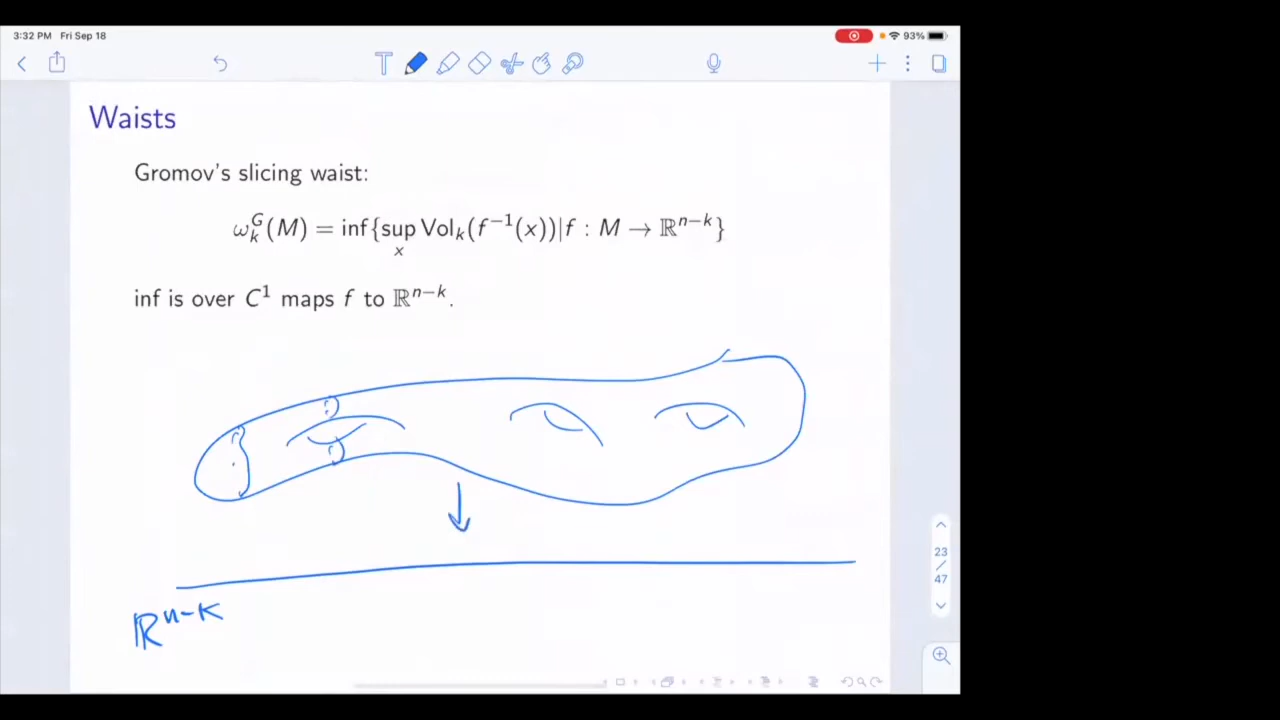 3:32 PM Fri Sep 18
93%
Waists
Gromov's slicing waist:
ω_k^G(M) = inf{sup_x Vol_k(f^{-1}(x))|f : M → ℝ^{n-k}}
inf is over C^1 maps f to ℝ^{n-k}.
ℝ^{n-k}
23
/
47